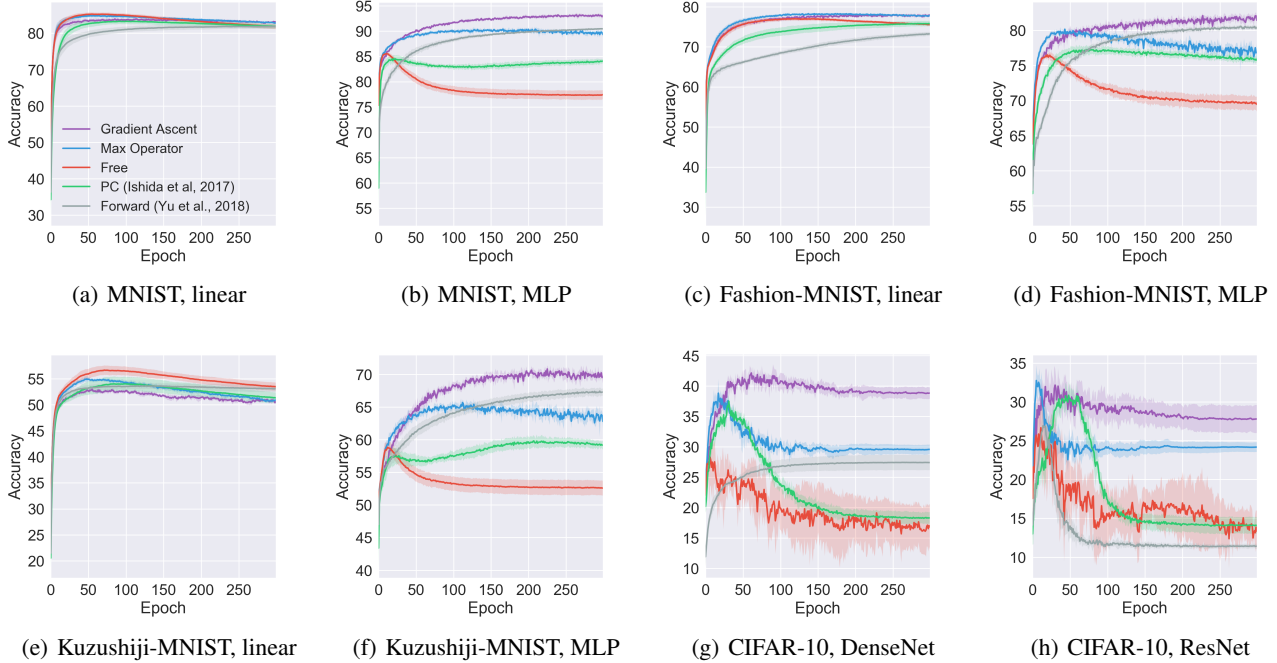 Accuracy
80
70
60
50
40
30
0 50 100 150 200 250
Epoch
Gradient Ascent
Max Operator
Free
PC (Ishida et al, 2017)
Forward (Yu et al., 2018)
(a) MNIST, linear
Accuracy
95
90
85
80
75
70
65
60
55
0 50 100 150 200 250
Epoch
(b) MNIST, MLP
Accuracy
80
70
60
50
40
30
0 50 100 150 200 250
Epoch
(c) Fashion-MNIST, linear
Accuracy
80
75
70
65
60
55
0 50 100 150 200 250
Epoch
(d) Fashion-MNIST, MLP
Accuracy
55
50
45
40
35
30
25
20
0 50 100 150 200 250
Epoch
(e) Kuzushiji-MNIST, linear
Accuracy
70
65
60
55
50
45
40
0 50 100 150 200 250
Epoch
(f) Kuzushiji-MNIST, MLP
Accuracy
45
40
35
30
25
20
15
10
0 50 100 150 200 250
Epoch
(g) CIFAR-10, DenseNet
Accuracy
35
30
25
20
15
10
0 50 100 150 200 250
Epoch
(h) CIFAR-10, ResNet